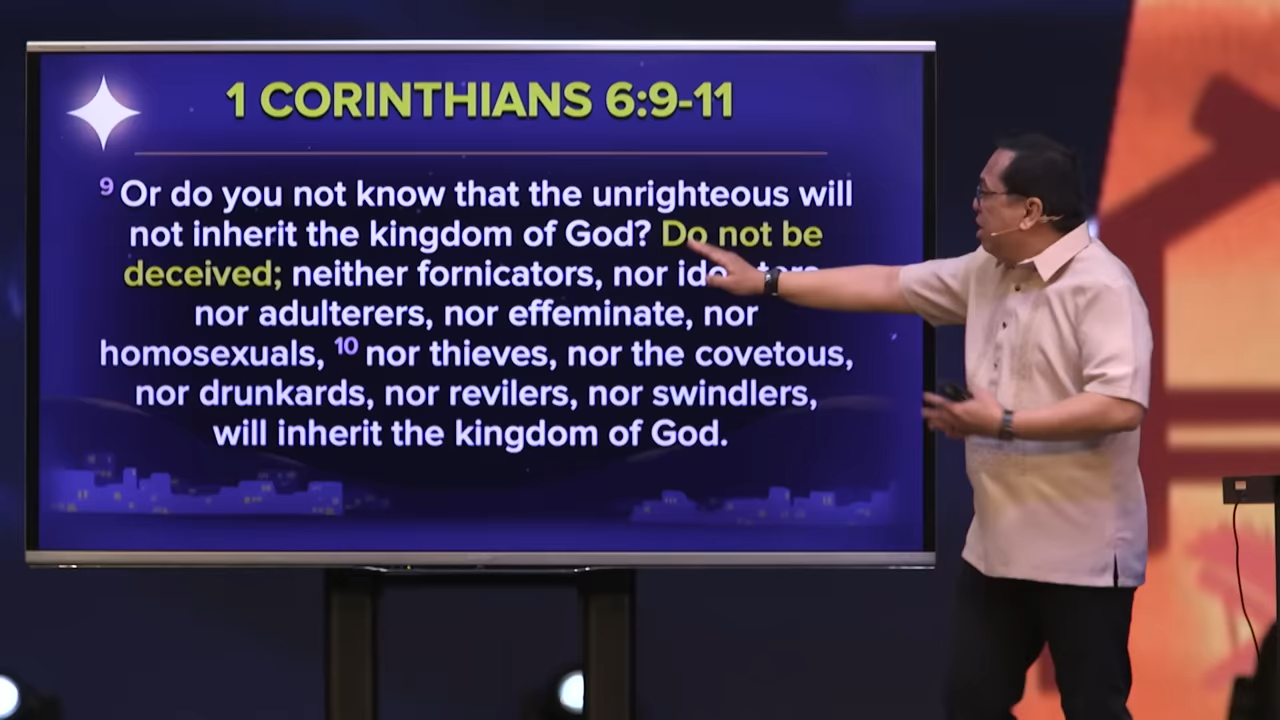 1 CORINTHIANS 6:9-11
9 Or do you not know that the unrighteous will
not inherit the kingdom of God? Do not be
deceived; neither fornicators, nor
nor adulterers, nor effeminate, nor
homosexuals, 10 nor thieves, nor the covetous,
nor drunkards, nor revilers, nor swindlers,
will inherit the kingdom of God.